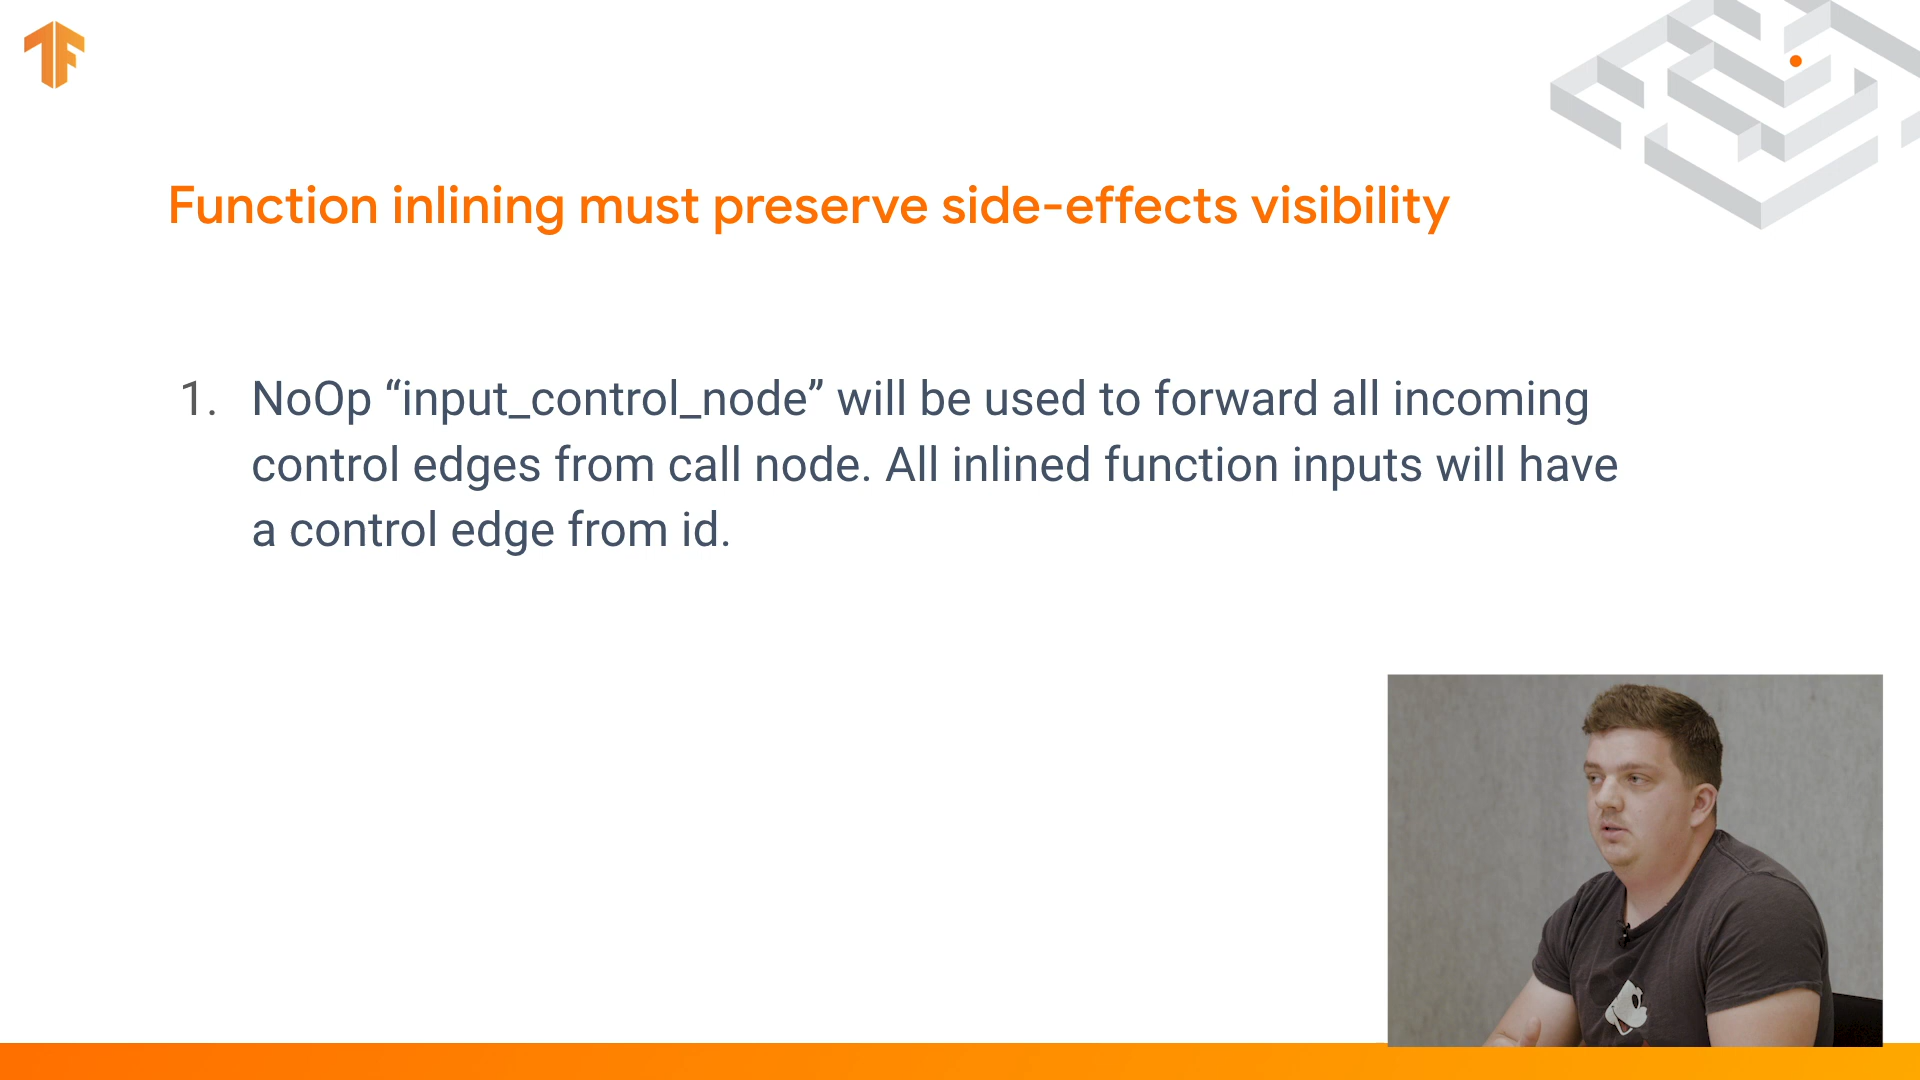 Function inlining must preserve side-effects visibility
1. NoOp “input_control_node” will be used to forward all incoming
control edges from call node. All inlined function inputs will have
a control edge from id.